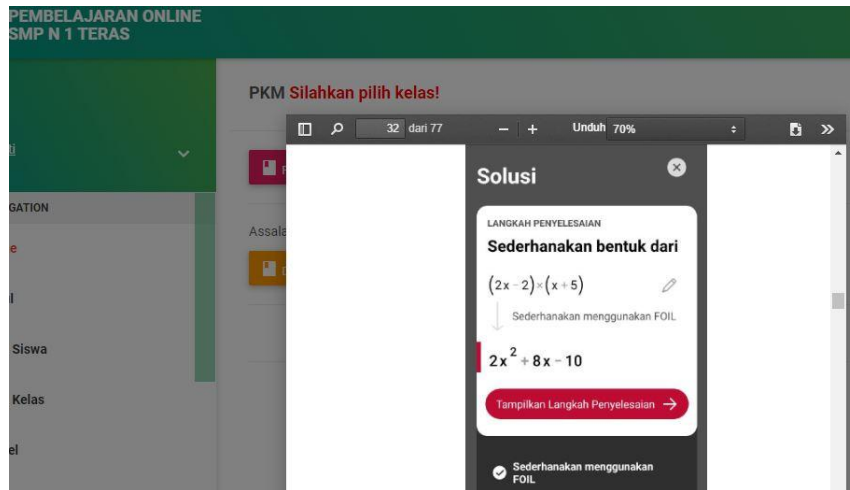 PEMBELAJARAN ONLINE
SMP N 1 TERAS
PKM Silahkan pilih kelas!
32 dari 77
Unduh 70%
Solusi
GATION
LANGKAH PENYELESAIAN
Sederhanakan bentuk dari
(2x - 2) × (x + 5)
Sederhanakan menggunakan FOIL
Siswa
2x² + 8x - 10
Kelas
Tampilkan Langkah Penyelesaian →
Sederhanakan menggunakan
FOIL